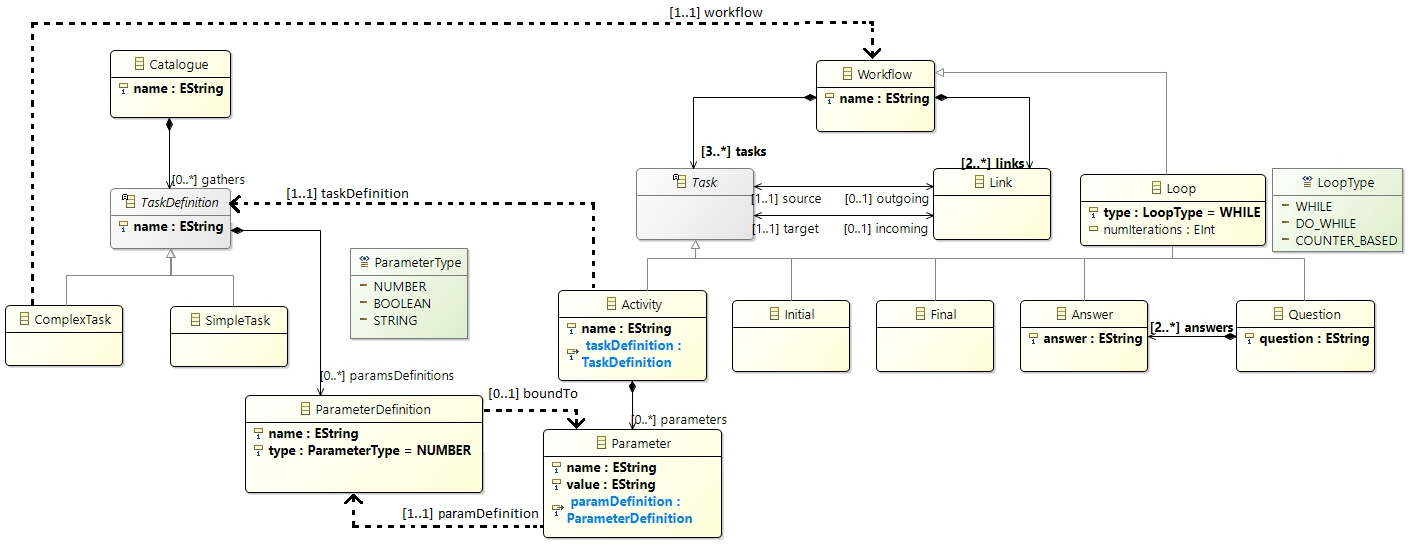 [1..1] workflow
Catalogue
name : EString
Workflow
name : EString
[3..*] tasks
[2..*] links
[0..*] gathers
[1..1] taskDefinition
TaskDefinition
name : EString
Task
[1..1] source
[0..1] outgoing
[1..1] target
[0..1] incoming
Link
Loop
type : LoopType = WHILE
numIterations : EInt
LoopType
WHILE
DO_WHILE
COUNTER_BASED
ParameterType
NUMBER
BOOLEAN
STRING
ComplexTask
SimpleTask
Activity
name : EString
taskDefinition :
TaskDefinition
Initial
Final
Answer
answer : EString
[2..*] answers
Question
question : EString
[0..*] paramsDefinitions
[0..1] boundTo
[0..*] parameters
ParameterDefinition
name : EString
type : ParameterType = NUMBER
Parameter
name : EString
value : EString
paramDefinition :
ParameterDefinition
[1..1] paramDefinition